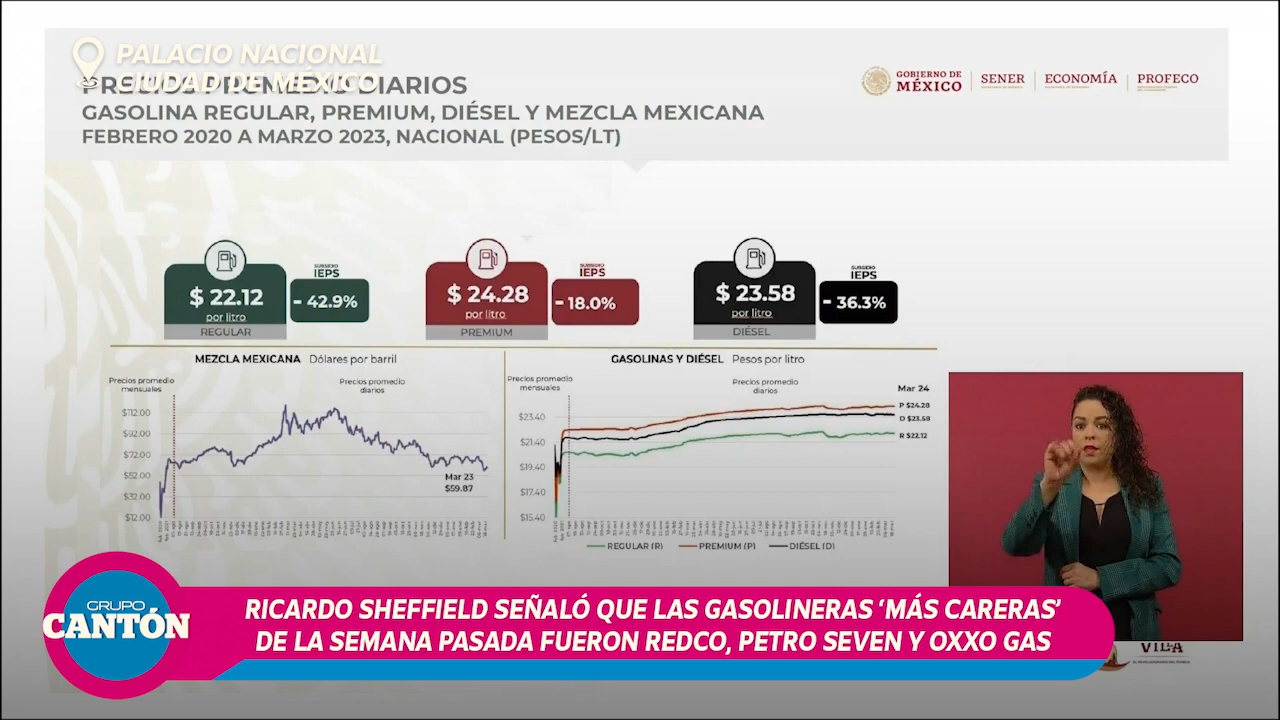 PALACIO NACIONAL
CIUDAD DE MÉXICO
PRECIOS PROMEDIO DIARIOS
GASOLINA REGULAR, PREMIUM, DIÉSEL Y MEZCLA MEXICANA
FEBRERO 2020 A MARZO 2023, NACIONAL (PESOS/LT)
GOBIERNO DE
MÉXICO
SENER
ECONOMÍA
PROFECO
$ 22.12
por litro
REGULAR
SUBSIDIO
IEPS
- 42.9%
$ 24.28
por litro
PREMIUM
SUBSIDIO
IEPS
- 18.0%
$ 23.58
por litro
DIÉSEL
SUBSIDIO
IEPS
- 36.3%
MEZCLA MEXICANA Dólares por barril
Precios promedio
mensuales
Precios promedio
diarios
$112.00
$92.00
$72.00
$52.00
$32.00
$12.00
Mar 23
$59.87
GASOLINAS Y DIÉSEL Pesos por litro
Precios promedio
mensuales
Precios promedio
diarios
$23.40
$21.40
$19.40
$17.40
$15.40
Mar 24
P $24.28
D $23.58
R $22.12
REGULAR (R) PREMIUM (P) DIÉSEL (D)
GRUPO
CANTÓN
RICARDO SHEFFIELD SEÑALÓ QUE LAS GASOLINERAS ‘MÁS CARERAS’
DE LA SEMANA PASADA FUERON REDCO, PETRO SEVEN Y OXXO GAS
VILLA